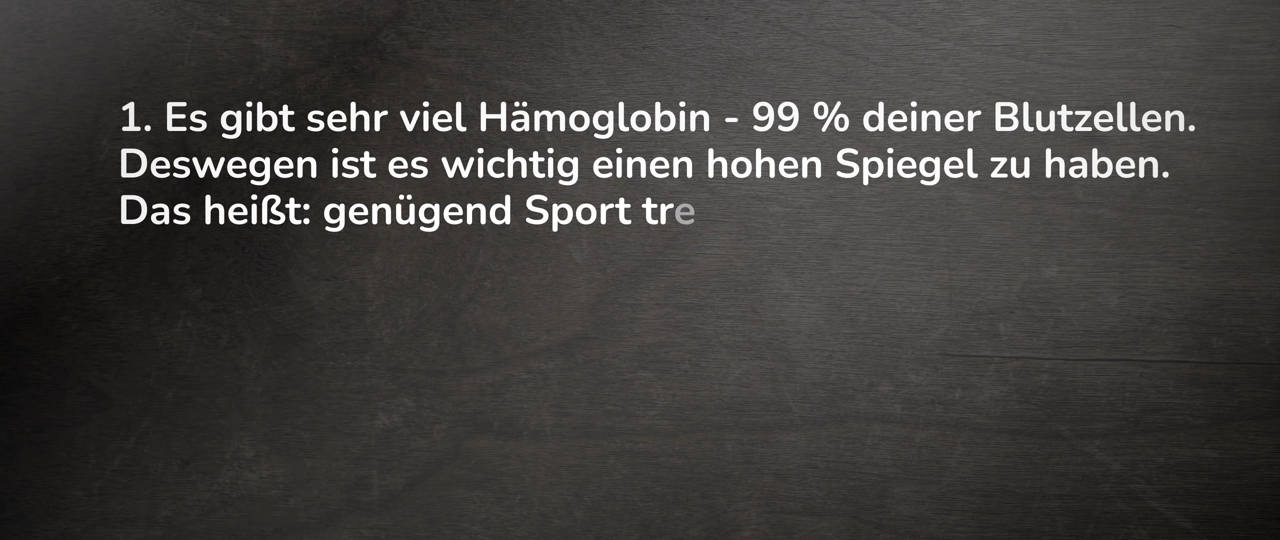 1. Es gibt sehr viel Hämoglobin - 99 % deiner Blutzellen.
Deswegen ist es wichtig einen hohen Spiegel zu haben.
Das heißt: genügend Sport tre